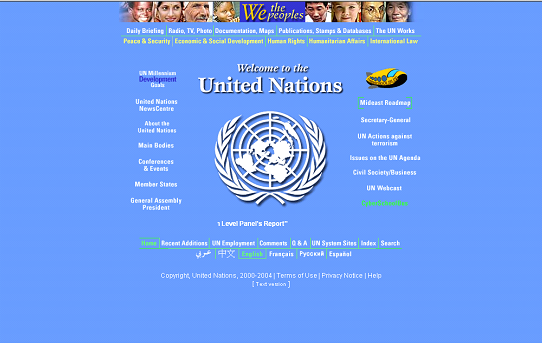 We the peoples
Daily Briefing | Radio, TV, Photo | Documentation, Maps | Publications, Stamps & Databases | The UN Works
Peace & Security | Economic & Social Development | Human Rights | Humanitarian Affairs | International Law
Welcome to the
United Nations
UN Millennium
Development
Goals
United Nations
NewsCentre
About the
United Nations
Main Bodies
Conferences
& Events
Member States
General Assembly
President
Mideast Roadmap
Secretary-General
UN Actions against
terrorism
Issues on the UN Agenda
Civil Society/Business
UN Webcast
CyberSchoolBus
Level Panel's Report"
Home | Recent Additions | UN Employment | Comments | Q & A | UN System Sites | Index | Search
عربي | 中文 | English | Français | Русский | Español
Copyright, United Nations, 2000-2004 | Terms of Use | Privacy Notice | Help
[ Text version ]